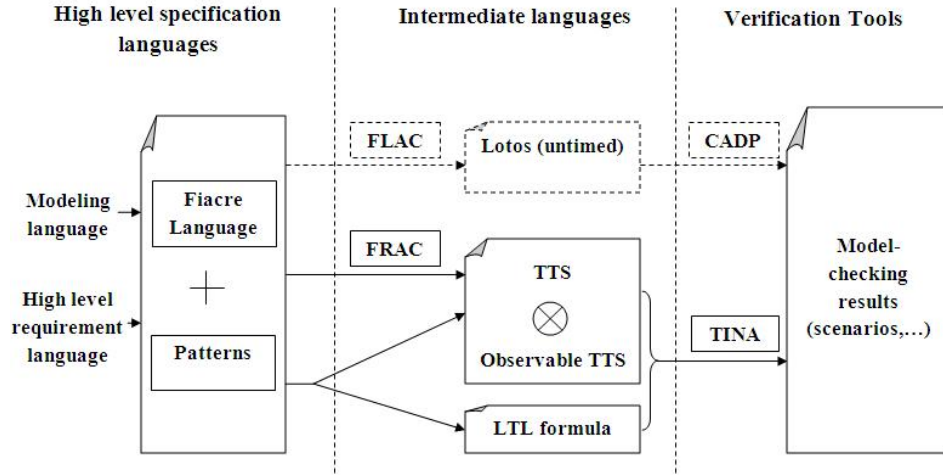 High level specification
languages
Intermediate languages
Verification Tools
FLAC
Lotos (untimed)
CADP
Modeling
language
Fiacre
Language
FRAC
TTS
Observable TTS
High level
requirement
language
Patterns
LTL formula
TINA
Model-
checking
results
(scenarios,...)